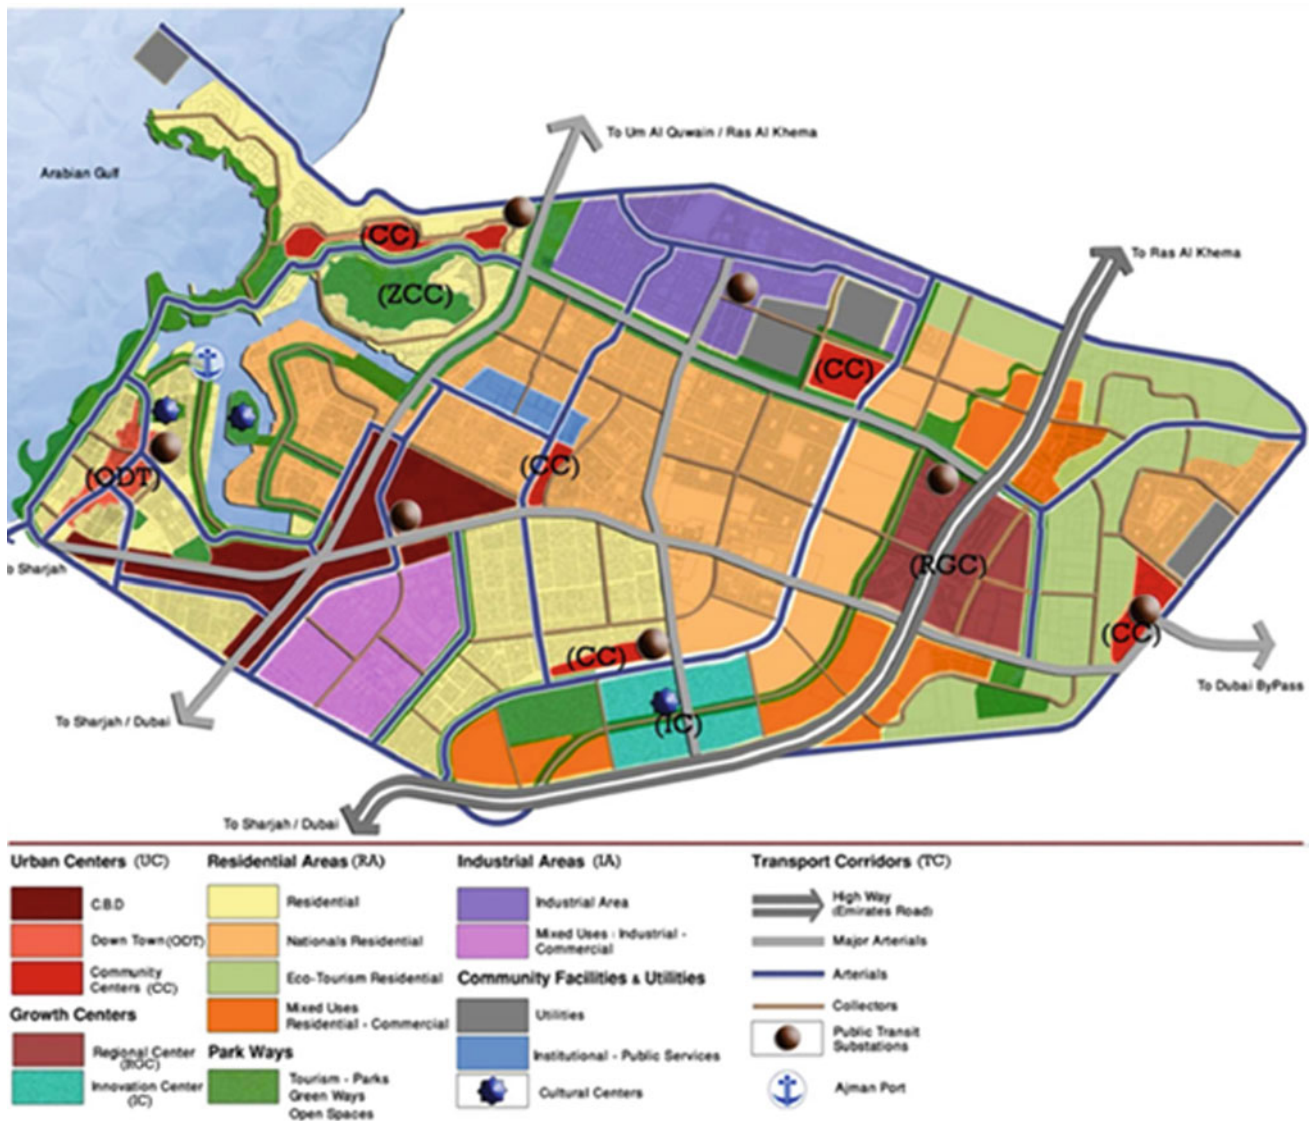 To Um Al Quwain / Ras Al Khema
Arabian Gulf
(CC)
To Ras Al Khema
(ZCC)
(CC)
(CC)
(ODT)
(RGC)
o Sharjah
(CC)
(CC)
To Dubai ByPass
(IC)
To Sharjah / Dubai
To Sharjah / Dubai
Urban Centers (UC)
C.B.D
Down Town (ODT)
Community
Centers (CC)
Growth Centers
Regional Center
(RGC)
Innovation Center
(IC)
Residential Areas (RA)
Residential
Nationals Residential
Eco-Tourism Residential
Mixed Uses
Residential - Commercial
Park Ways
Tourism - Parks
Green Ways
Open Spaces
Industrial Areas (IA)
Industrial Area
Mixed Uses : Industrial -
Commercial
Community Facilities & Utilities
Utilities
Institutional - Public Services
Cultural Centers
Transport Corridors (TC)
High Way
(Emirates Road)
Major Arterials
Arterials
Collectors
Public Transit
Substations
Ajman Port